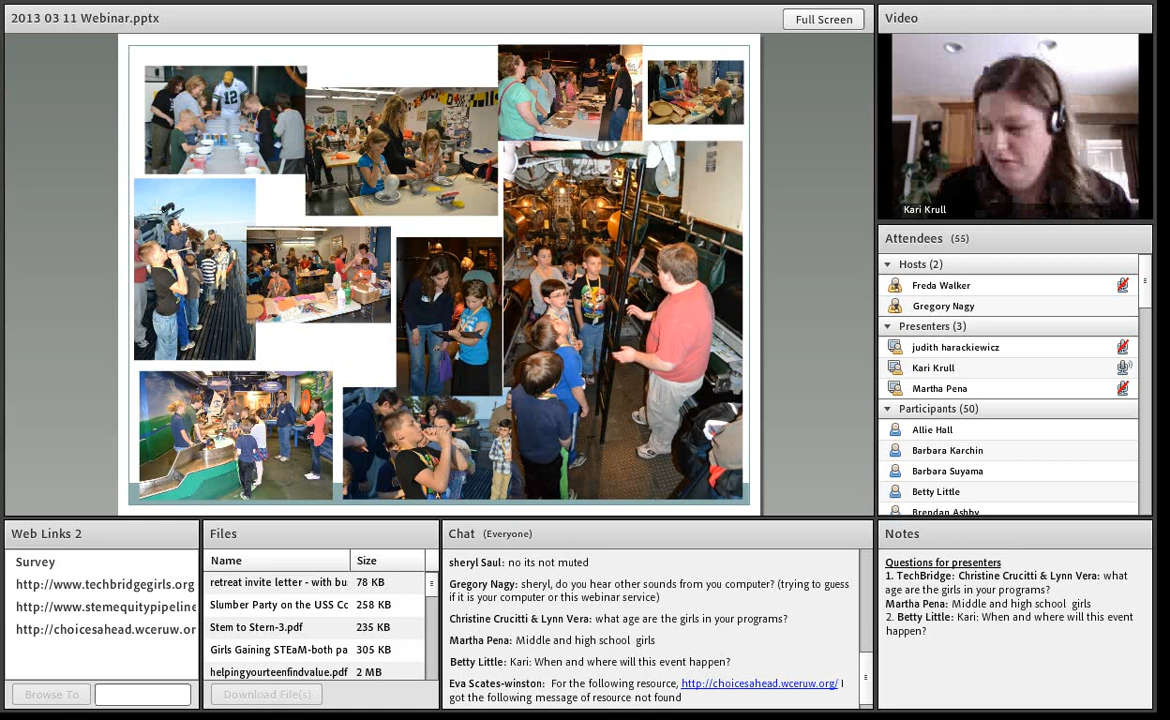 2013 03 11 Webinar.pptx
Full Screen
12
Video
Kari Krull
Attendees (55)
Hosts (2)
Freda Walker
Gregory Nagy
Presenters (3)
judith harackiewicz
Kari Krull
Martha Pena
Participants (50)
Allie Hall
Barbara Karchin
Barbara Suyama
Betty Little
Brendan Ashby
Web Links 2
Survey
http://www.techbridgegirls.org
http://www.stemequitypipeline
http://choicesahead.wceruw.or
Browse To
Files
Name Size
retreat invite letter - with bu 78 KB
Slumber Party on the USS Co 258 KB
Stem to Stern-3.pdf 235 KB
Girls Gaining STEaM-both pa 305 KB
helpingyourteenfindvalue.pdf 2 MB
Download File(s)
Chat (Everyone)
sheryl Saul: no its not muted
Gregory Nagy: sheryl, do you hear other sounds from you computer? (trying to guess
if it is your computer or this webinar service)
Christine Crucitti & Lynn Vera: what age are the girls in your programs?
Martha Pena: Middle and high school girls
Betty Little: Kari: When and where will this event happen?
Eva Scates-winston: For the following resource, http://choicesahead.wceruw.org/ I
got the following message of resource not found
Notes
Questions for presenters
1. TechBridge: Christine Crucitti & Lynn Vera: what
age are the girls in your programs?
Martha Pena: Middle and high school girls
2. Betty Little: Kari: When and where will this event
happen?